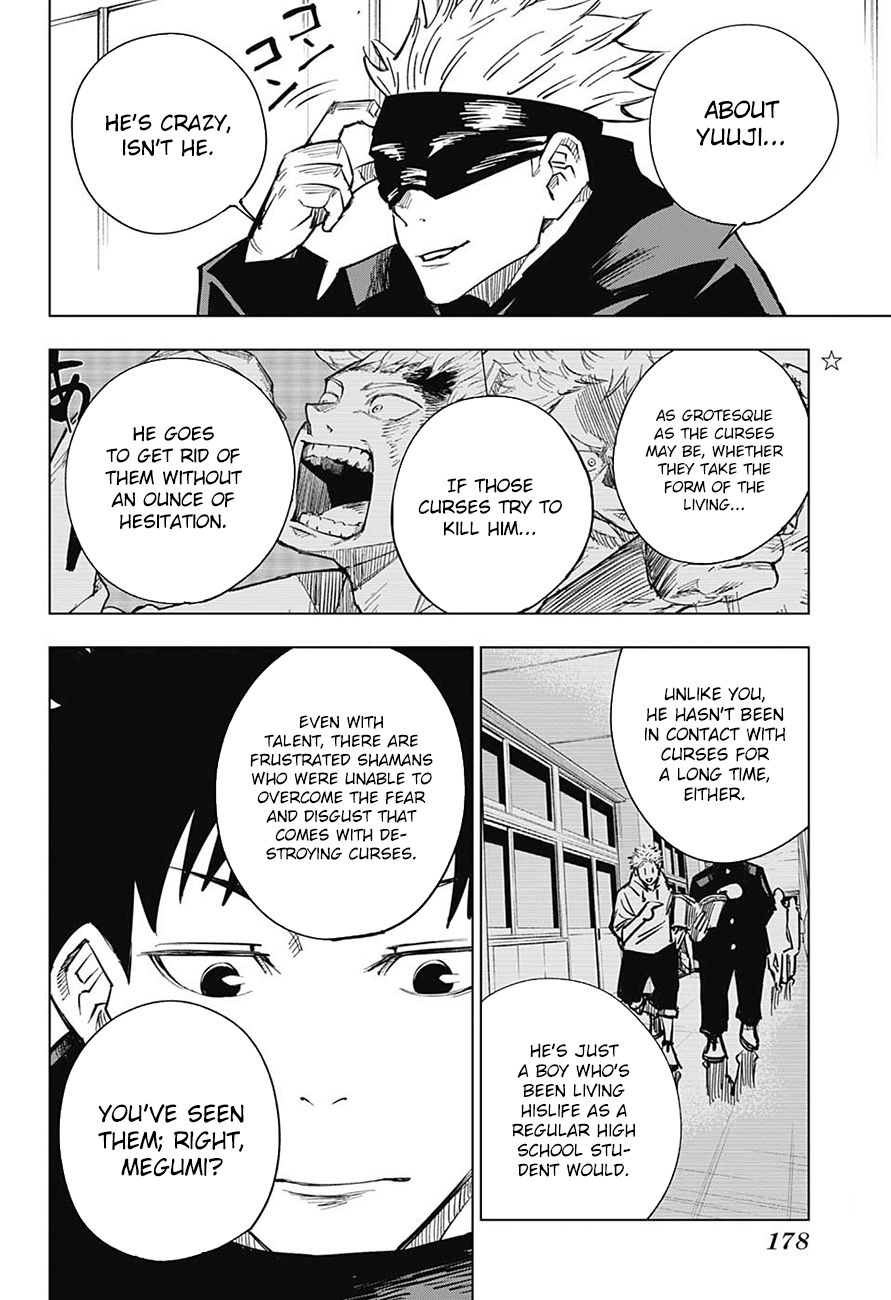 ABOUT
YUUJI...
コンコン
HE'S CRAZY,
ISN'T HE.
☆
AS GROTESQUE
AS THE CURSES
MAY BE, WHETHER
THEY TAKE THE
FORM OF THE
LIVING...
IF THOSE
CURSES TRY TO
KILL HIM...
HE GOES
TO GET RID OF
THEM WITHOUT
AN OUNCE OF
HESITATION.
あ
UNLIKE YOU,
HE HASN'T BEEN
IN CONTACT WITH
CURSES FOR
A LONG TIME,
EITHER.
HE'S JUST
A BOY WHO'S
BEEN LIVING
HISLIFE AS A
REGULAR HIGH
SCHOOL STU-
DENT WOULD.
EVEN WITH
TALENT, THERE ARE
FRUSTRATED SHAMANS
WHO WERE UNABLE TO
OVERCOME THE FEAR
AND DISGUST THAT
COMES WITH DE-
STROYING CURSES.
YOU'VE SEEN
THEM; RIGHT,
MEGUMI?
178